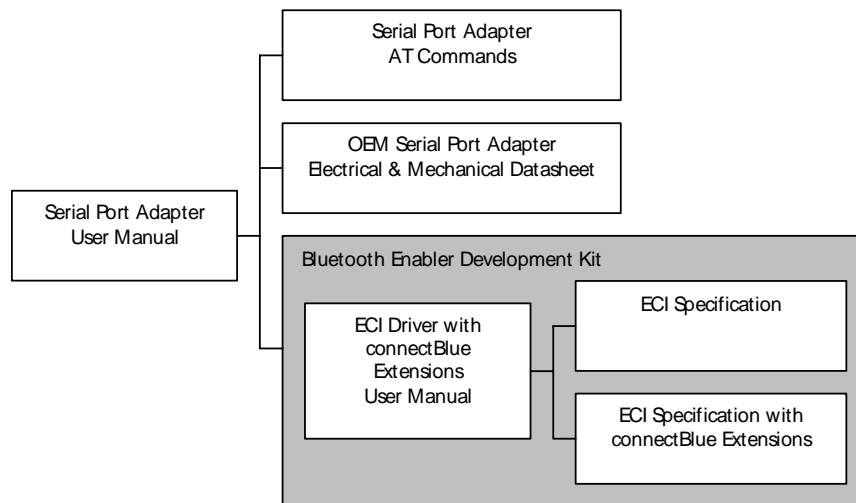 Serial Port Adapter
AT Commands
OEM Serial Port Adapter
Electrical & Mechanical Datasheet
Serial Port Adapter
User Manual
Bluetooth Enabler Development Kit
ECI Driver with
connectBlue
Extensions
User Manual
ECI Specification
ECI Specification with
connectBlue Extensions